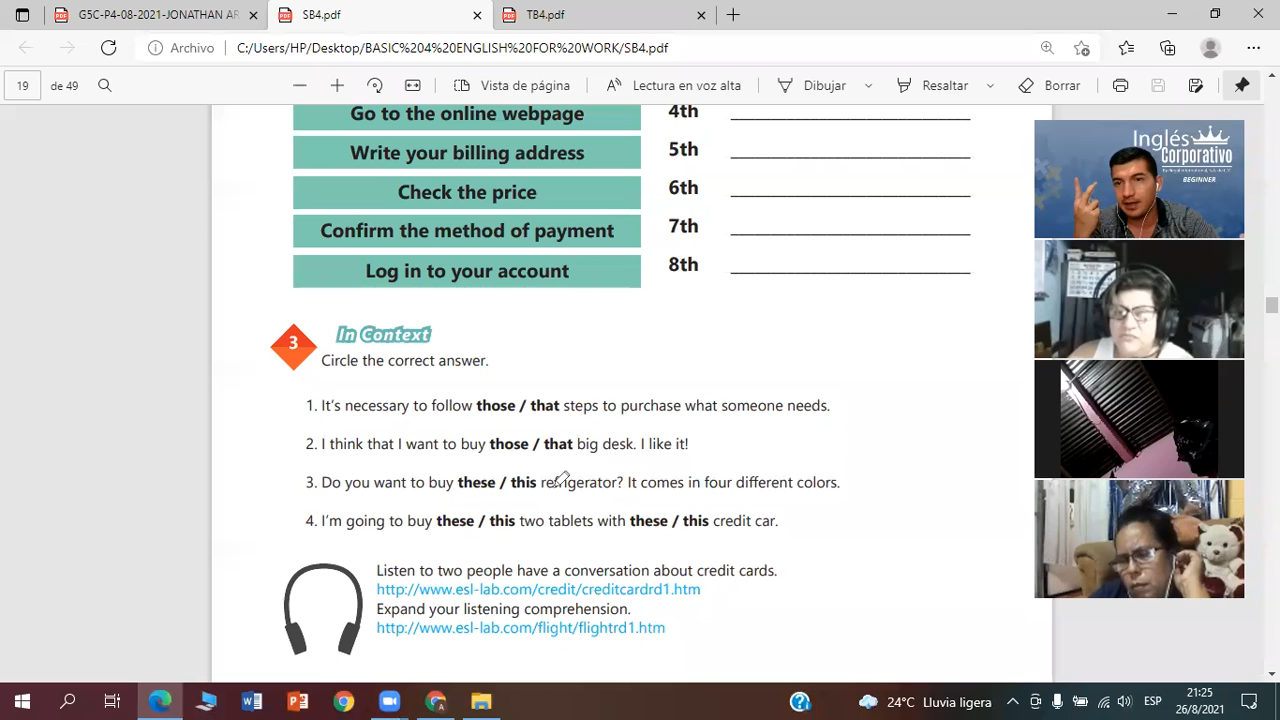 G5C-P4-08-2021-JONATHAN AR
SB4.pdf
TB4.pdf
Archivo
C:/Users/HP/Desktop/BASIC%204%20ENGLISH%20FOR%20WORK/SB4.pdf
19
de 49
Vista de página
Lectura en voz alta
Dibujar
Resaltar
Borrar
Go to the online webpage
4th
Write your billing address
5th
Check the price
6th
Confirm the method of payment
7th
Log in to your account
8th
3
In Context
Circle the correct answer.
1. It's necessary to follow those / that steps to purchase what someone needs.
2. I think that I want to buy those / that big desk. I like it!
3. Do you want to buy these / this refrigerator? It comes in four different colors.
4. I'm going to buy these / this two tablets with these / this credit car.
Listen to two people have a conversation about credit cards.
http://www.esl-lab.com/credit/creditcardrd1.htm
Expand your listening comprehension.
http://www.esl-lab.com/flight/flightrd1.htm
Inglés
Corporativo
BEGINNER
24°C Lluvia ligera
ESP
21:25
26/8/2021